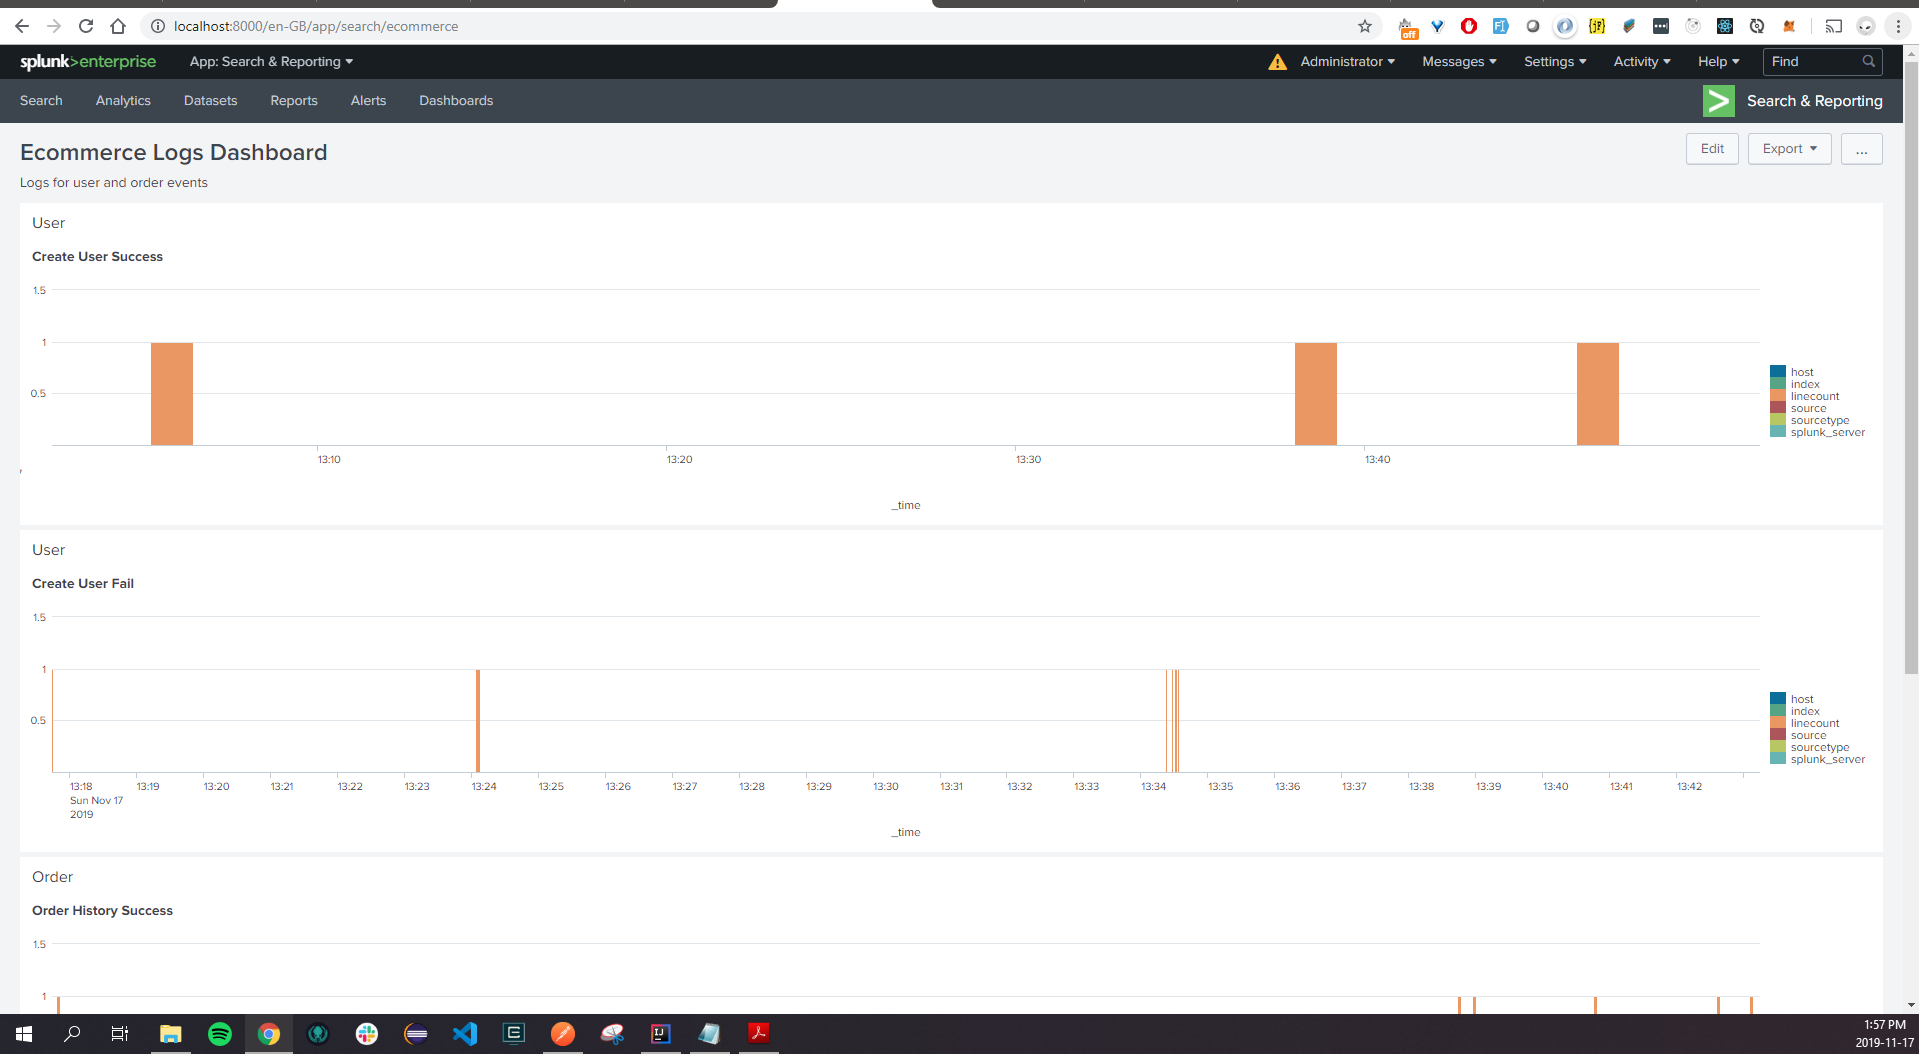 localhost:8000/en-GB/app/search/ecommerce
off
splunk>enterprise App: Search & Reporting Administrator Messages Settings Activity Help Find
Search Analytics Datasets Reports Alerts Dashboards Search & Reporting
Ecommerce Logs Dashboard Edit Export ...
Logs for user and order events
User
Create User Success
1.5
1
0.5
host
index
linecount
source
sourcetype
splunk_server
13:10 13:20 13:30 13:40
_time
User
Create User Fail
1.5
1
0.5
host
index
linecount
source
sourcetype
splunk_server
13:18 13:19 13:20 13:21 13:22 13:23 13:24 13:25 13:26 13:27 13:28 13:29 13:30 13:31 13:32 13:33 13:34 13:35 13:36 13:37 13:38 13:39 13:40 13:41 13:42
Sun Nov 17
2019
_time
Order
Order History Success
1.5
1
1:57 PM
2019-11-17